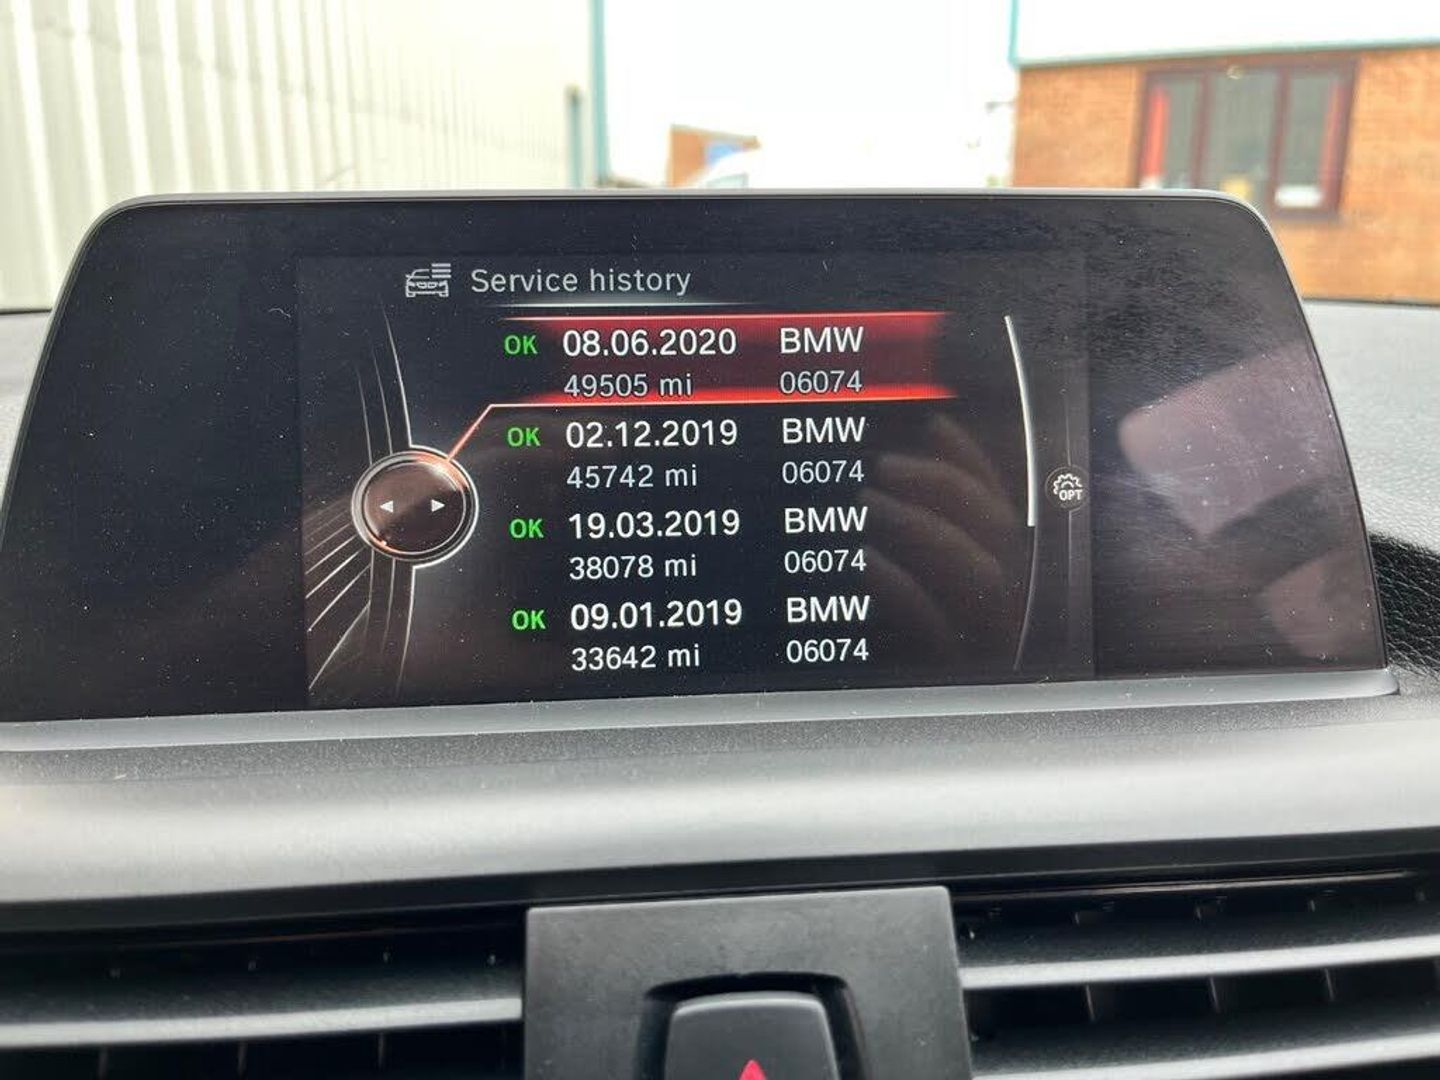 Service history
OK 08.06.2020 BMW
49505 mi 06074
OK 02.12.2019 BMW
45742 mi 06074
OK 19.03.2019 BMW
38078 mi 06074
OK 09.01.2019 BMW
33642 mi 06074
OPT